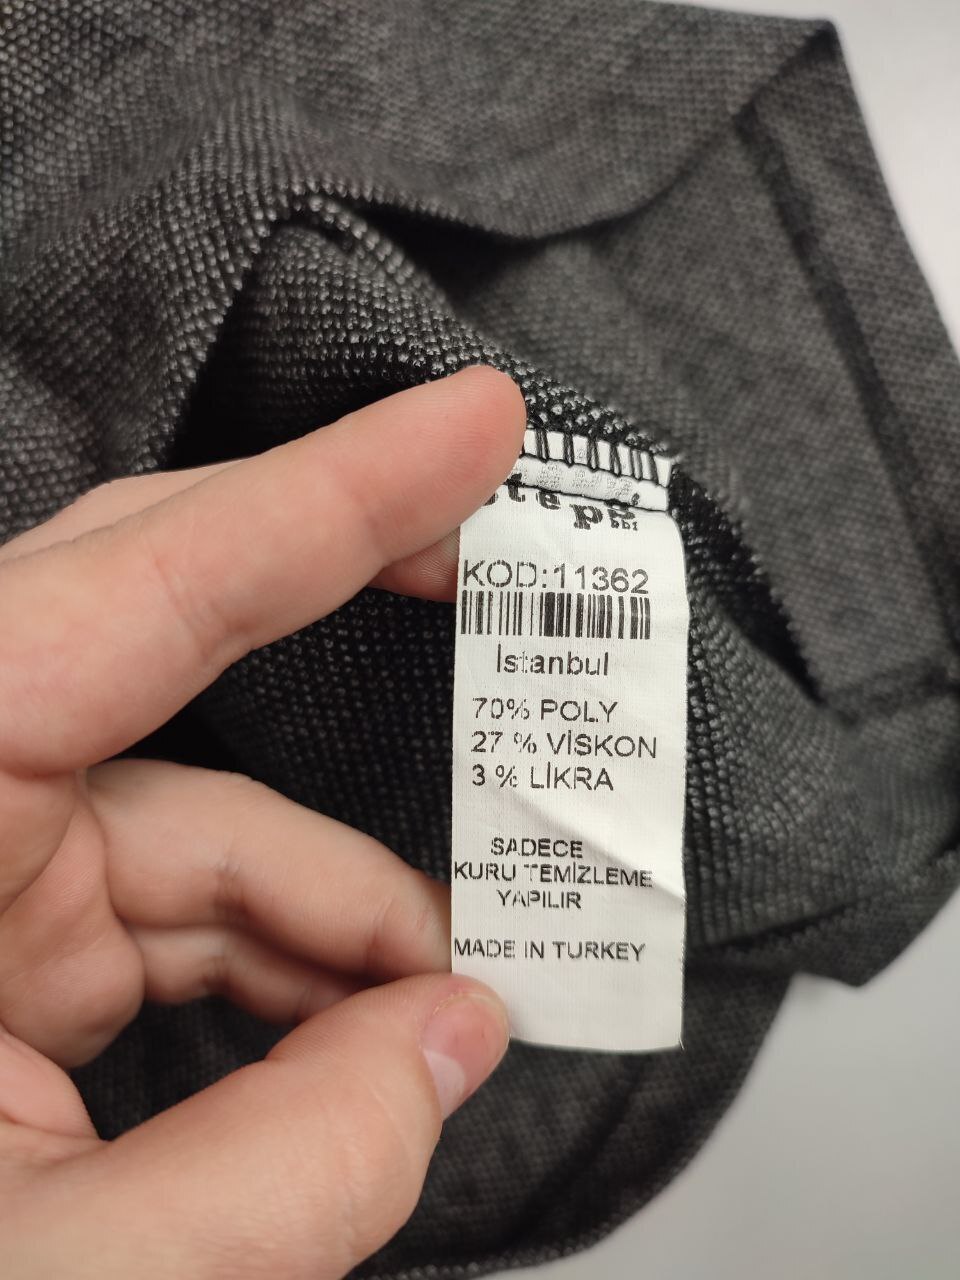 KOD:11362
İstanbul
70% POLY
27 % VİSKON
3 % LİKRA
SADECE
KURU TEMİZLEME
YAPILIR
MADE IN TURKEY